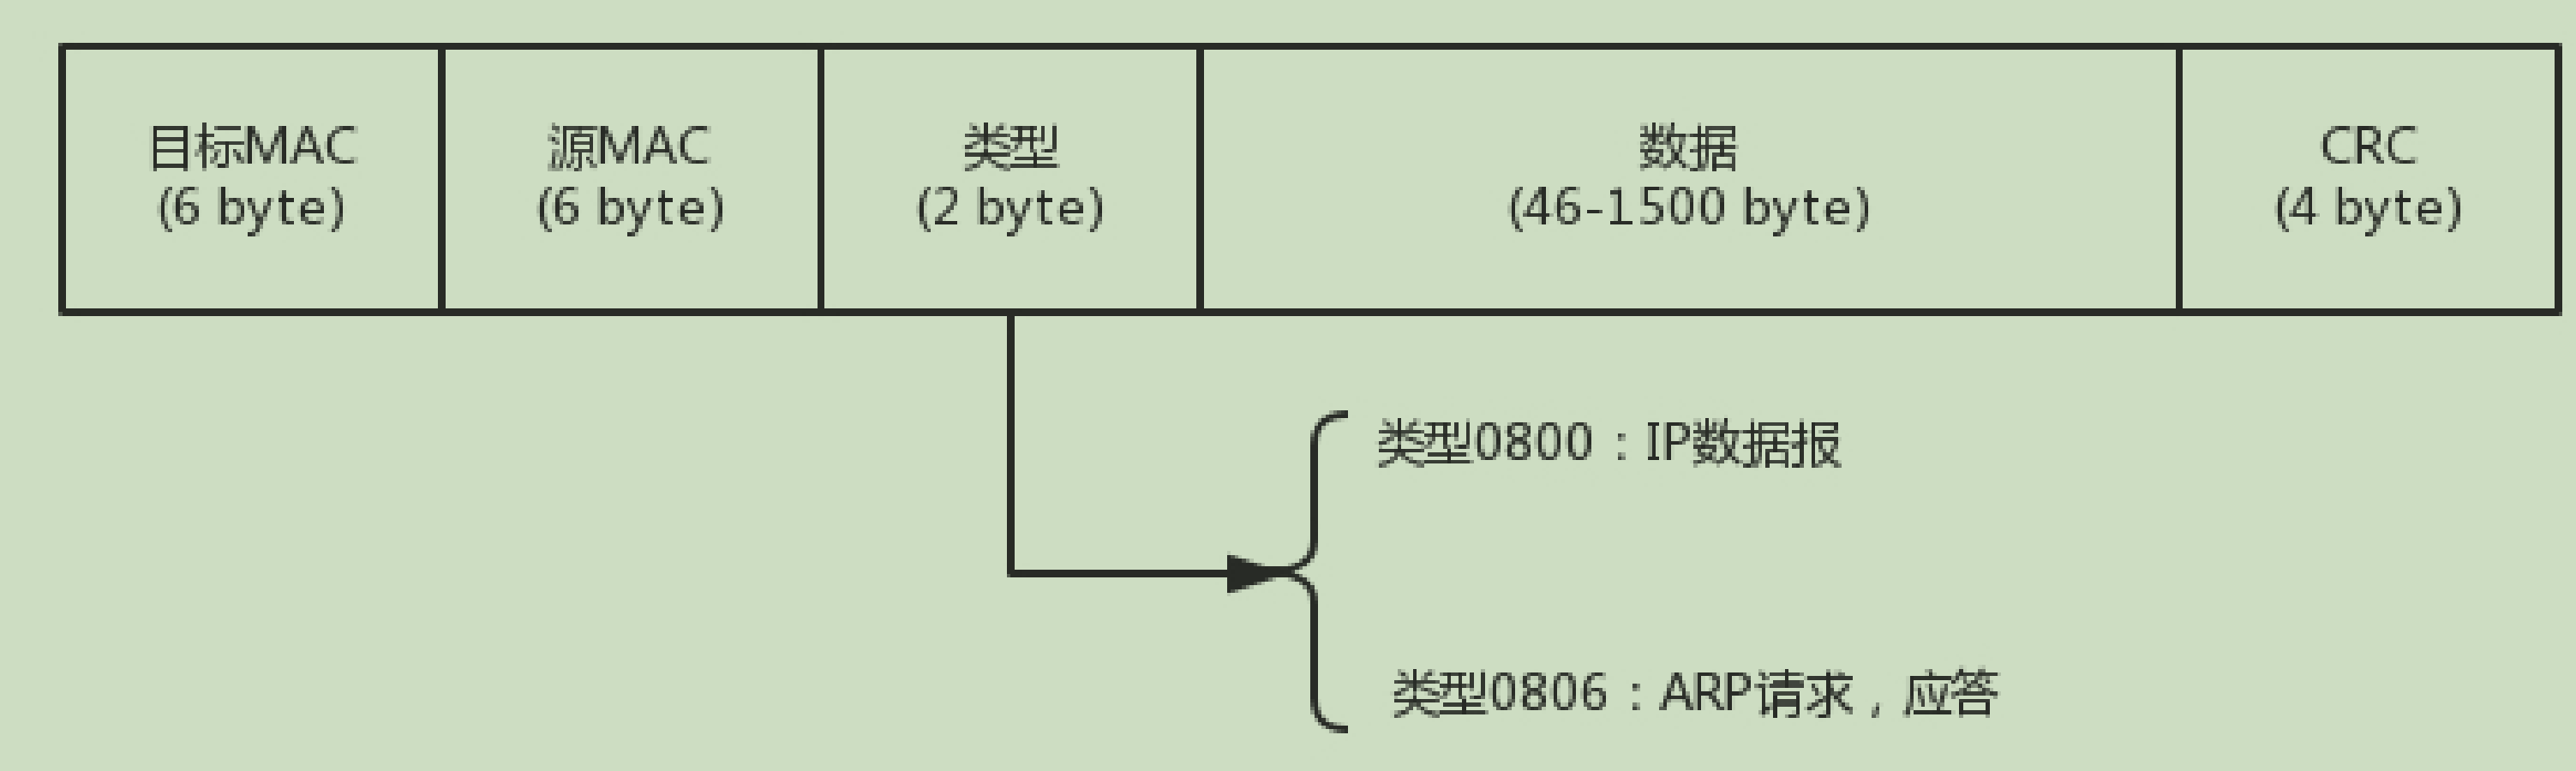 目标MAC
(6 byte)
源MAC
(6 byte)
类型
(2 byte)
数据
(46-1500 byte)
CRC
(4 byte)
类型0800：IP数据报
类型0806：ARP请求，应答